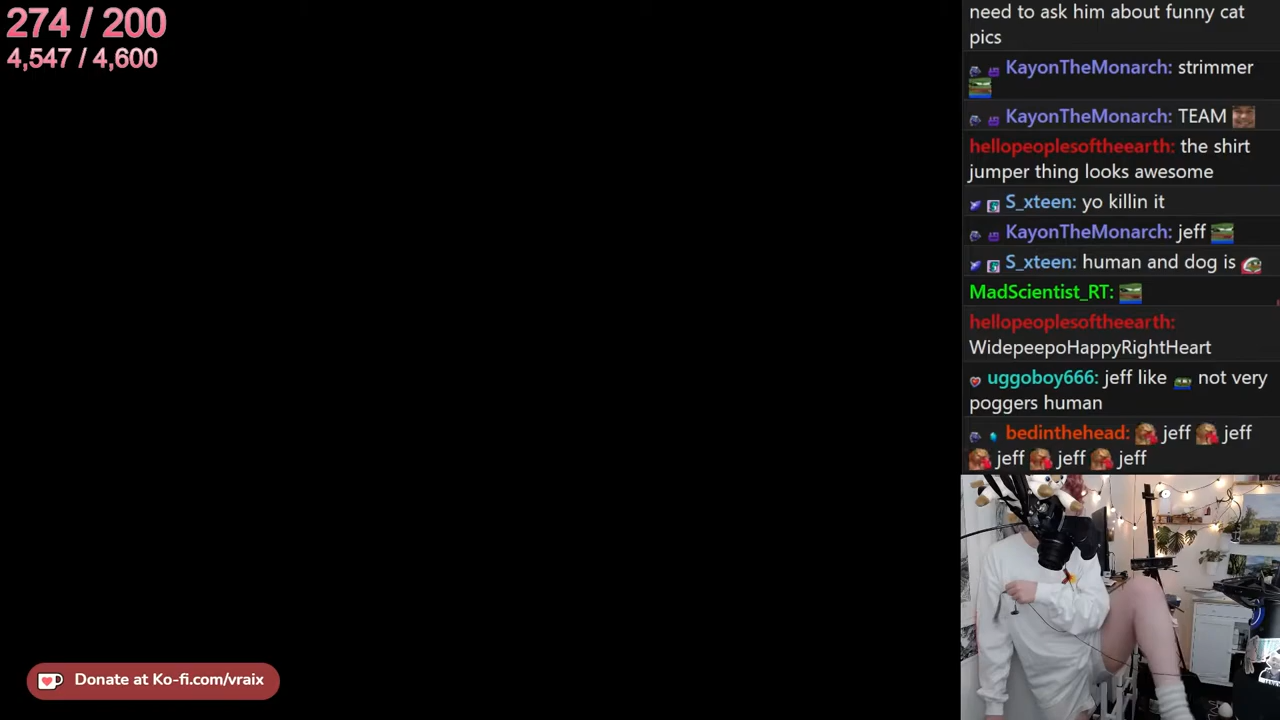 274 / 200
4,547 / 4,600
need to ask him about funny cat
pics
KayonTheMonarch: strimmer
KayonTheMonarch: TEAM
hellopeoplesoftheearth: the shirt
jumper thing looks awesome
S_xteen: yo killin it
KayonTheMonarch: jeff
S_xteen: human and dog is
MadScientist_RT:
hellopeoplesoftheearth:
WidepeepoHappyRightHeart
uggoboy666: jeff like not very
poggers human
bedinthehead: jeff jeff
jeff jeff jeff
Donate at Ko-fi.com/vraix